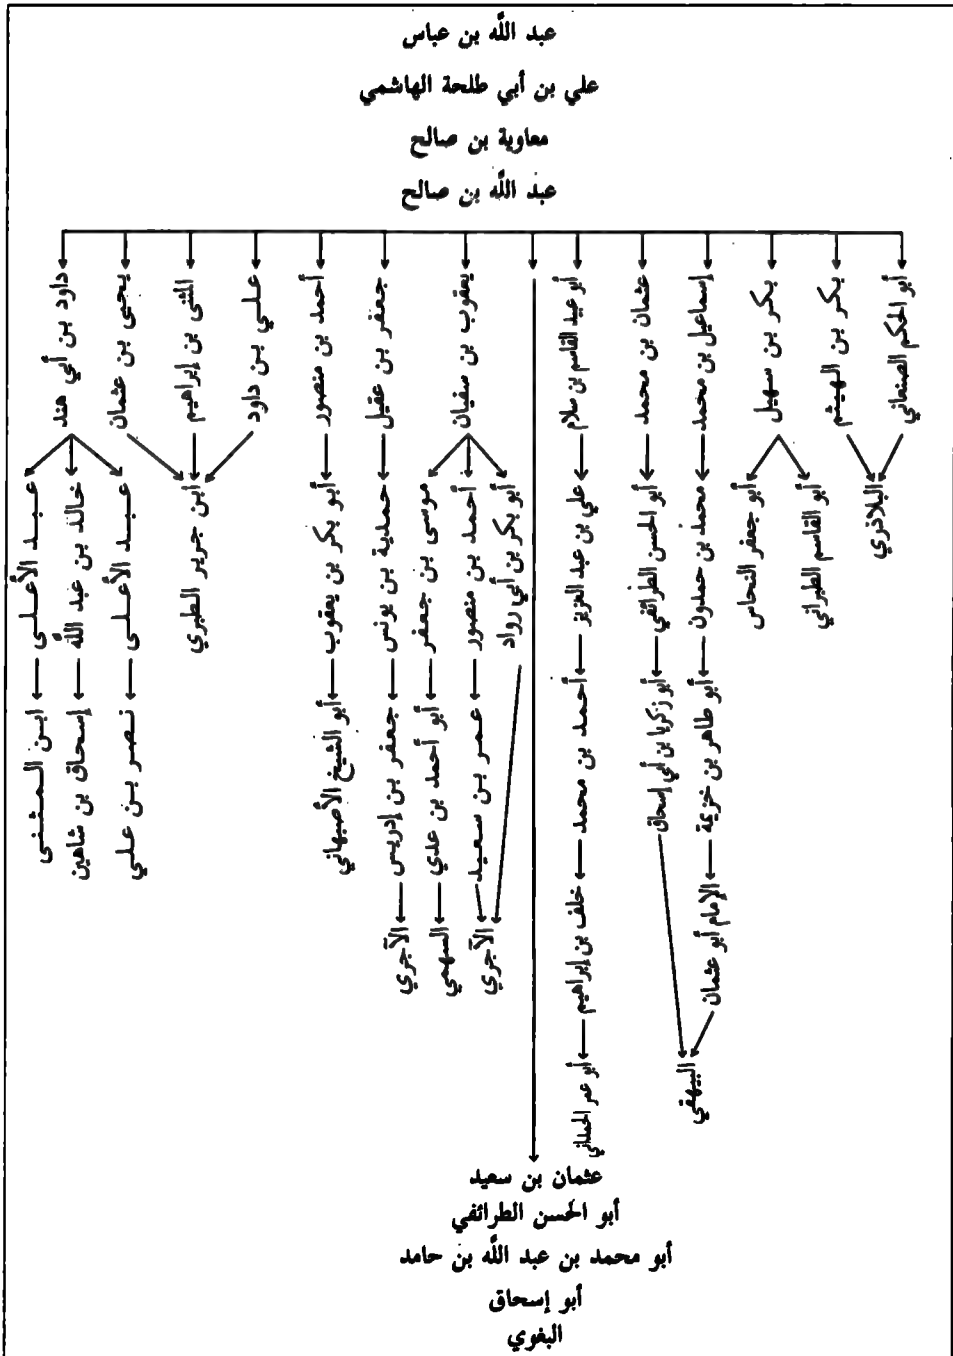 عبد اللَّه بن عباس
علي بن أبي طلحة الهاشمي
معاوية بن صالح
عبد اللَّه بن صالح
أبو الحكم الصنعاني
بكر بن الهيثم
البلاذري
بكر بن سهيل
أبو القاسم الطبراني
أبو جعفر النحاس
إسماعيل بن محمد
محمد بن حمدون
أبو طاهر بن خزيمة
الإمام أبو عثمان
عثمان بن محمد
أبو الحسن الطرائفي
أبو زكريا بن أبي إسحاق
البيهقي
أبو عبيد القاسم بن سلام
علي بن عبد العزيز
أحمد بن محمد
خلف بن إبراهيم
أبو عمر
يعقوب بن سفيان
أبو بكر بن أبي رواد
أحمد بن منصور
عمر بن سعيد
الآجري
موسى بن جعفر
أبو أحمد بن عدي
السهمي
جعفر بن عقيل
حمدية بن يونس
جعفر بن إدريس
الآجري
أحمد بن منصور
أبو بكر بن يعقوب
أبو الشيخ الأصبهاني
علي بن داود
المثنى بن إبراهيم
يحيى بن عثمان
ابن جرير الطبري
داود بن أبي هند
عبد الأعلى
نصر بن علي
خالد بن عبد اللَّه
إسحاق بن شاهين
عبد الأعلى
ابن المثنى
عثمان بن سعيد
أبو الحسن الطرائفي
أبو محمد بن عبد اللَّه بن حامد
أبو إسحاق
البغوي